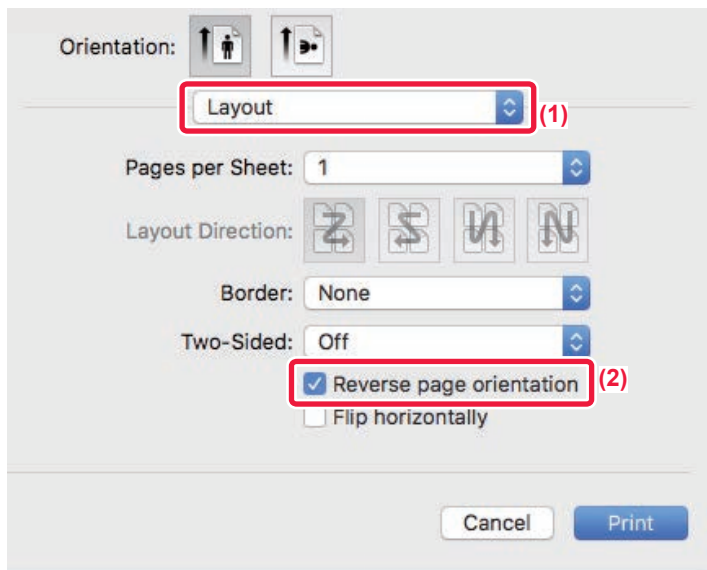 Orientation:
Layout
(1)
Pages per Sheet: 1
Layout Direction:
Border: None
Two-Sided: Off
Reverse page orientation (2)
Flip horizontally
Cancel Print